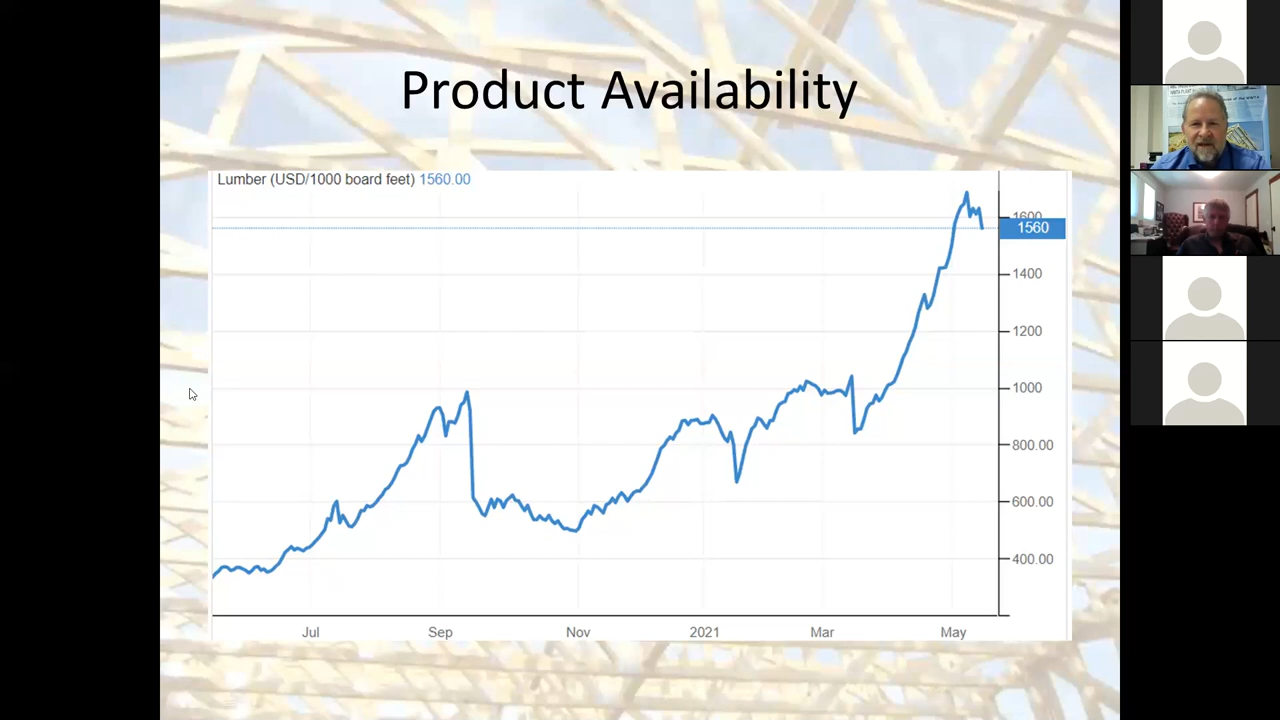 Product Availability
Lumber (USD/1000 board feet) 1560.00
1600
1560
1400
1200
1000
800.00
600.00
400.00
Jul Sep Nov 2021 Mar May